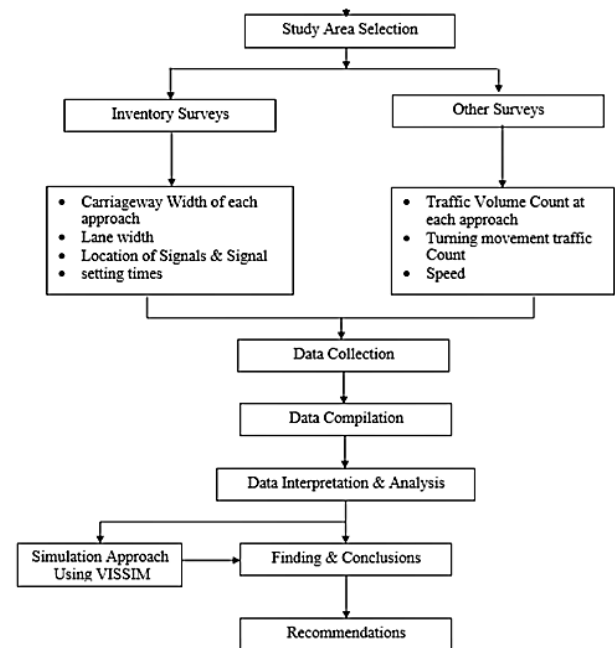 Study Area Selection
Inventory Surveys
Other Surveys
• Carriageway Width of each
approach
• Lane width
• Location of Signals & Signal
• setting times
• Traffic Volume Count at
each approach
• Turning movement traffic
Count
• Speed
Data Collection
Data Compilation
Data Interpretation & Analysis
Simulation Approach
Using VISSIM
Finding & Conclusions
Recommendations